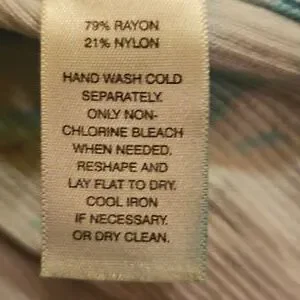 79% RAYON
21% NYLON
HAND WASH COLD
SEPARATELY.
ONLY NON-
CHLORINE BLEACH
WHEN NEEDED.
RESHAPE AND
LAY FLAT TO DRY.
COOL IRON
IF NECESSARY.
OR DRY CLEAN.